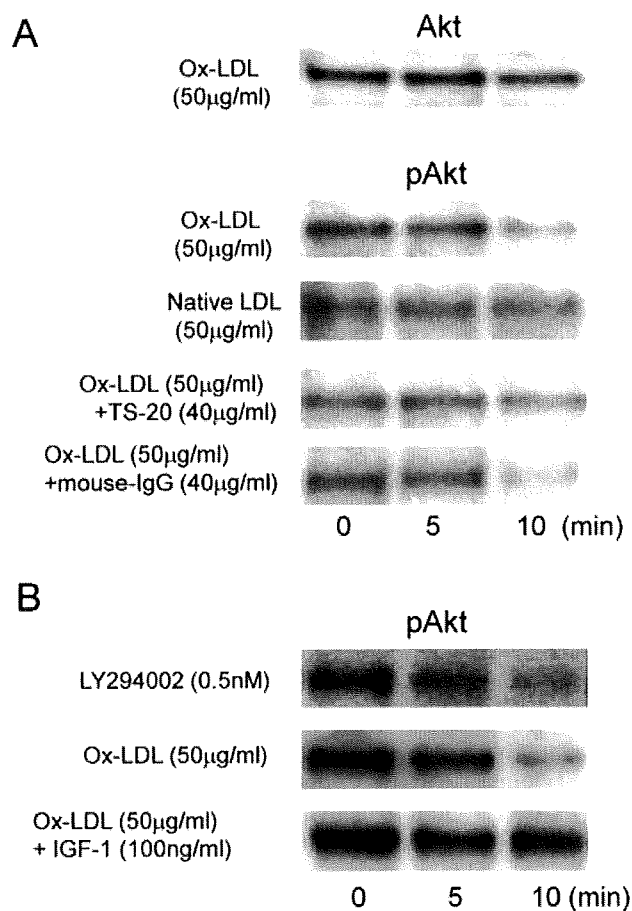 A
Akt
Ox-LDL
(50μg/ml)
pAkt
Ox-LDL
(50μg/ml)
Native LDL
(50μg/ml)
Ox-LDL (50μg/ml)
+TS-20 (40μg/ml)
Ox-LDL (50μg/ml)
+mouse-IgG (40μg/ml)
0 5 10 (min)
B
pAkt
LY294002 (0.5nM)
Ox-LDL (50μg/ml)
Ox-LDL (50μg/ml)
+ IGF-1 (100ng/ml)
0 5 10 (min)